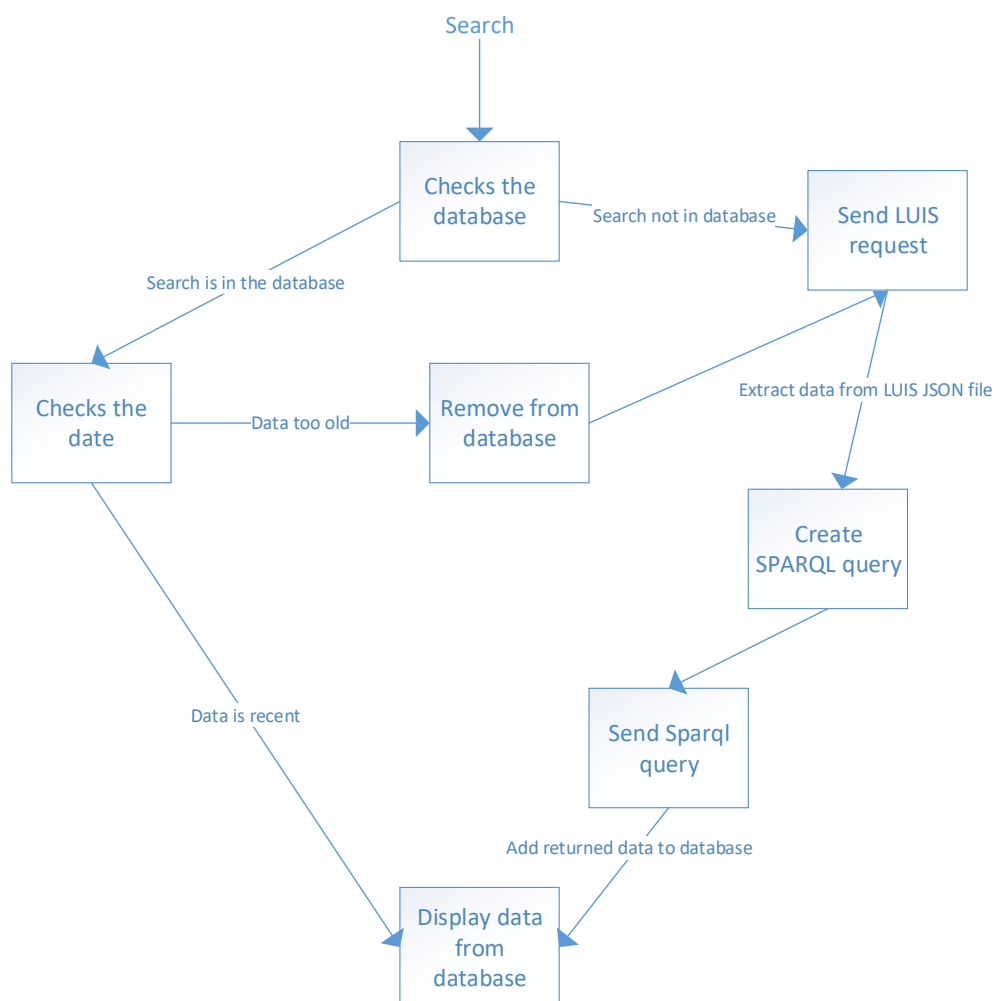 Search
Checks the
database
Search not in database
Send LUIS
request
Search is in the database
Checks the
date
Data too old
Remove from
database
Extract data from LUIS JSON file
Create
SPARQL query
Data is recent
Send Sparql
query
Add returned data to database
Display data
from
database